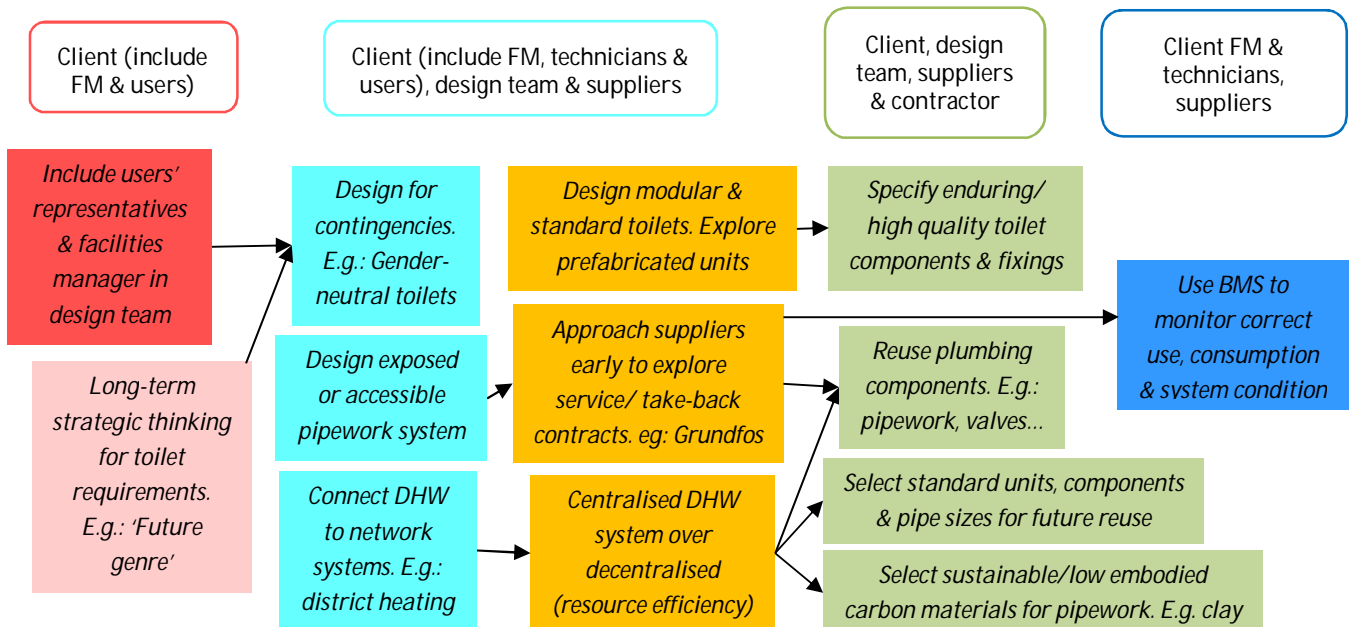 Client (include
FM & users)
Client (include FM, technicians &
users), design team & suppliers
Client, design
team, suppliers
& contractor
Client FM &
technicians,
suppliers
Include users’
representatives
& facilities
manager in
design team
Long-term
strategic thinking
for toilet
requirements.
E.g.: ‘Future
genre’
Design for
contingencies.
E.g.: Gender-
neutral toilets
Design exposed
or accessible
pipework system
Connect DHW
to network
systems. E.g.:
district heating
Design modular &
standard toilets. Explore
prefabricated units
Approach suppliers
early to explore
service/ take-back
contracts. eg: Grundfos
Centralised DHW
system over
decentralised
(resource efficiency)
Specify enduring/
high quality toilet
components & fixings
Reuse plumbing
components. E.g.:
pipework, valves...
Select standard units, components
& pipe sizes for future reuse
Select sustainable/low embodied
carbon materials for pipework. E.g. clay
Use BMS to
monitor correct
use, consumption
& system condition